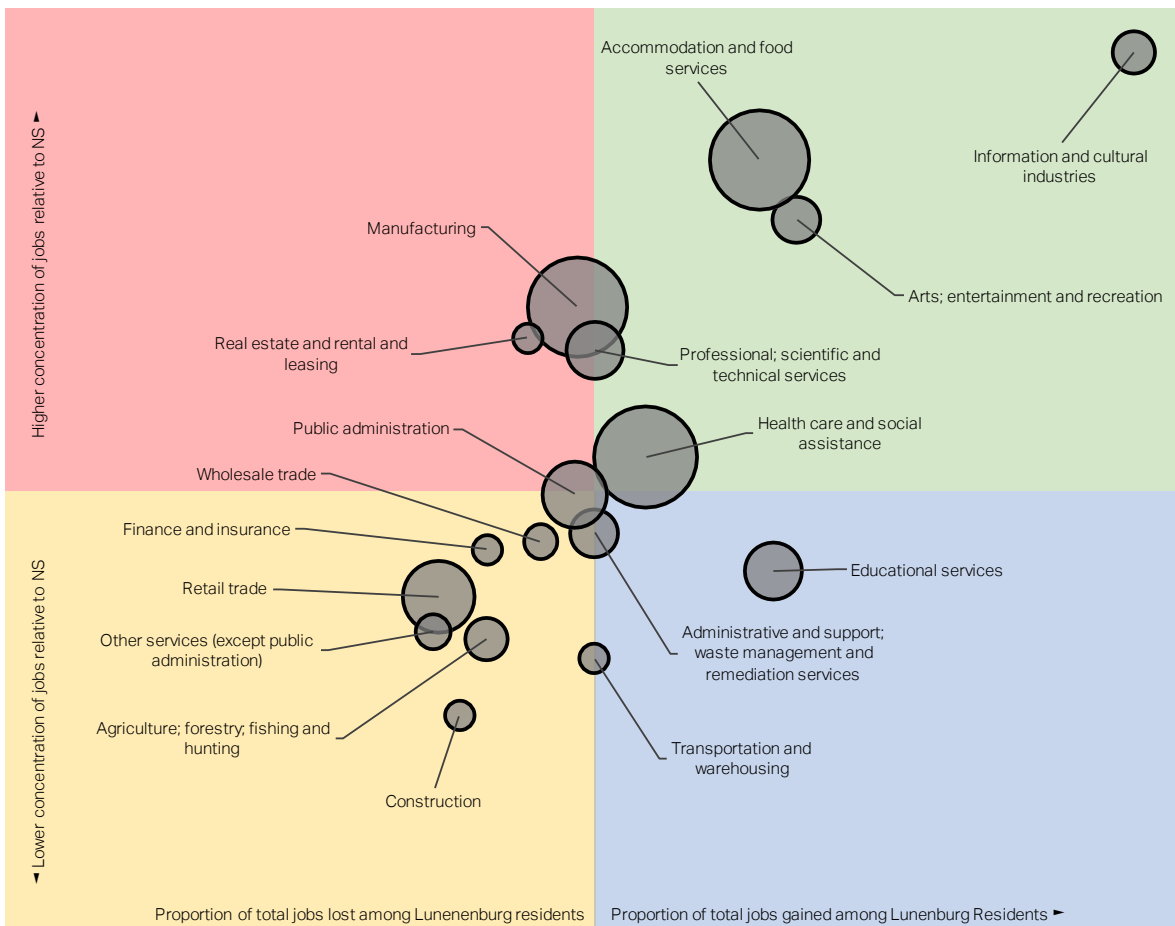 Accommodation and food
services
Information and cultural
industries
Higher concentration of jobs relative to NS ►
Manufacturing
Arts; entertainment and recreation
Real estate and rental and
leasing
Professional; scientific and
technical services
Public administration
Health care and social
assistance
Wholesale trade
Finance and insurance
Educational services
Retail trade
Other services (except public
administration)
Administrative and support;
waste management and
remediation services
◄ Lower concentration of jobs relative to NS
Agriculture; forestry; fishing and
hunting
Transportation and
warehousing
Construction
Proportion of total jobs lost among Lunenenburg residents
Proportion of total jobs gained among Lunenburg Residents ►